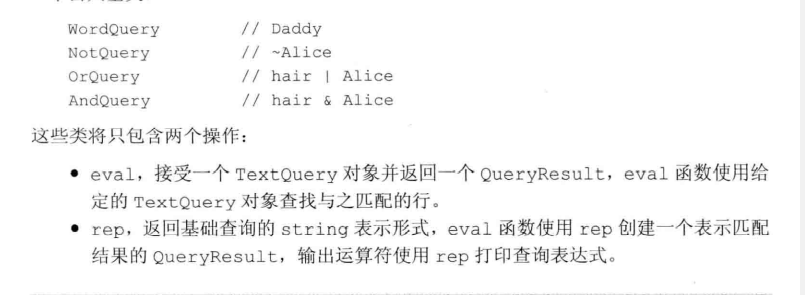 WordQuery // Daddy
NotQuery // ~Alice
OrQuery // hair | Alice
AndQuery // hair & Alice
这些类将只包含两个操作：
● eval，接受一个 TextQuery 对象并返回一个 QueryResult，eval 函数使用给
定的 TextQuery 对象查找与之匹配的行。
● rep，返回基础查询的 string 表示形式，eval 函数使用 rep 创建一个表示匹配
结果的 QueryResult，输出运算符使用 rep 打印查询表达式。